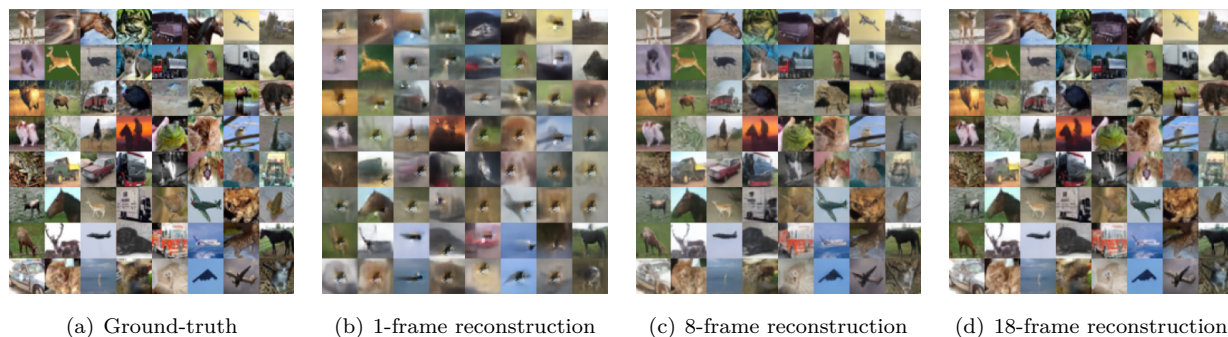 (a) Ground-truth
(b) 1-frame reconstruction
(c) 8-frame reconstruction
(d) 18-frame reconstruction